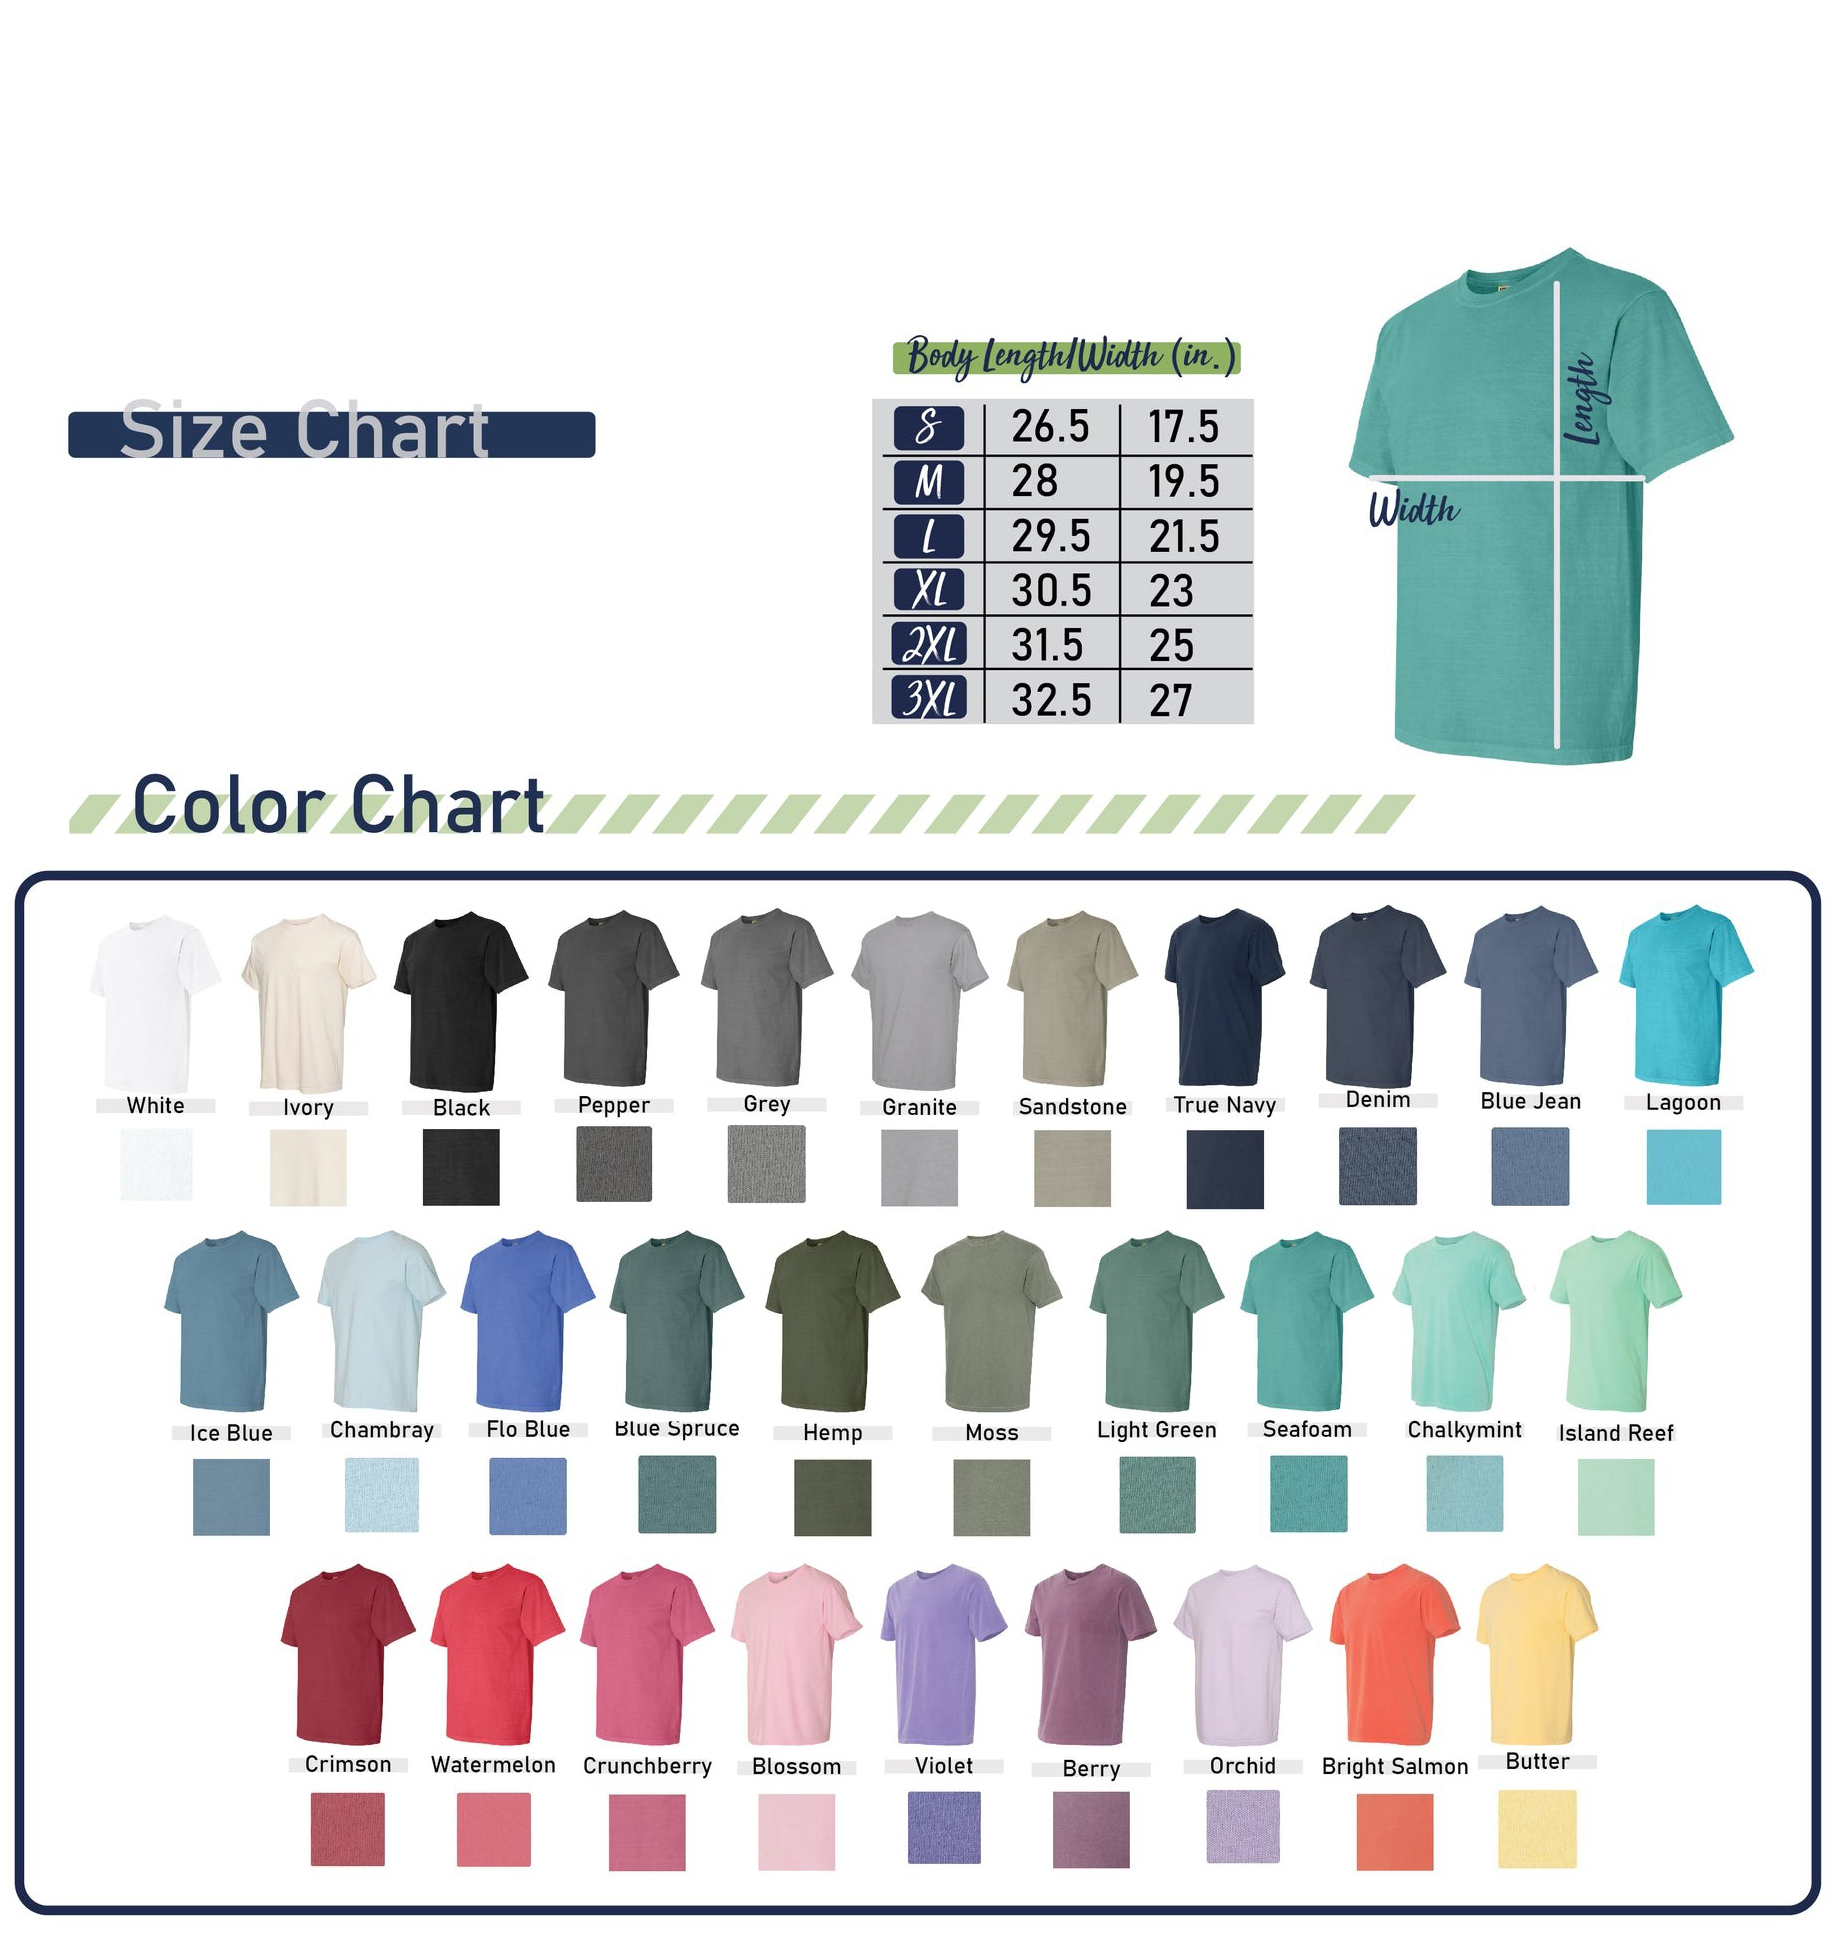 Size Chart
Body Length/Width (in.)
S 26.5 17.5
M 28 19.5
L 29.5 21.5
XL 30.5 23
2XL 31.5 25
3XL 32.5 27
Length
Width
Color Chart
White Ivory Black Pepper Grey Granite Sandstone True Navy Denim Blue Jean Lagoon
Ice Blue Chambray Flo Blue Blue Spruce Hemp Moss Light Green Seafoam Chalkymint Island Reef
Crimson Watermelon Crunchberry Blossom Violet Berry Orchid Bright Salmon Butter